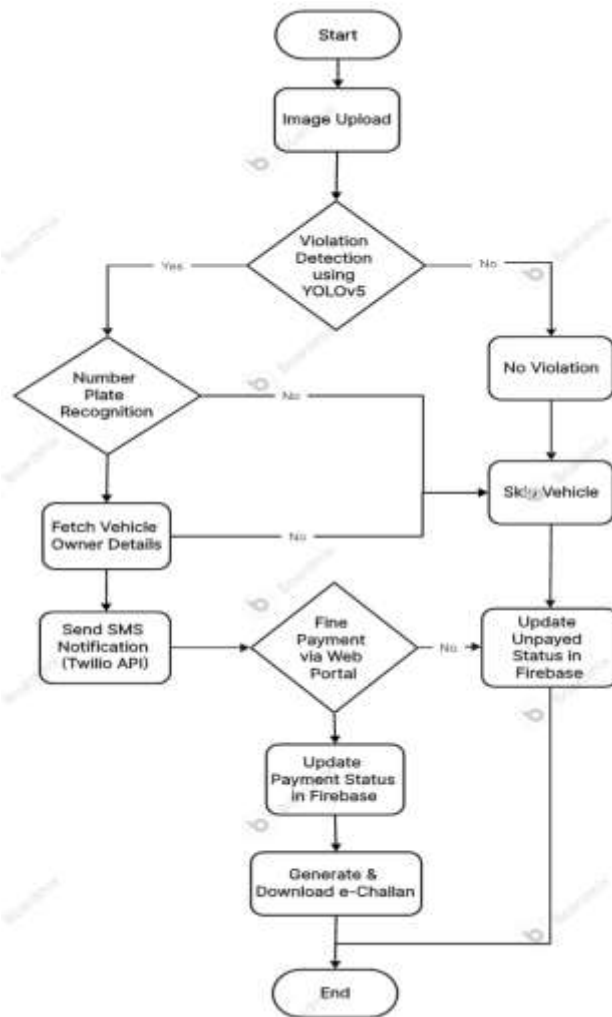 Start
Image Upload
Violation
Detection
using
YOLOv5
Yes
No
Number
Plate
Recognition
No
No Violation
Skip Vehicle
Fetch Vehicle
Owner Details
No
Send SMS
Notification
(Twilio API)
Fine
Payment
via Web
Portal
No
Update
Unpayed
Status in
Firebase
Update
Payment Status
in Firebase
Generate &
Download e-Challan
End